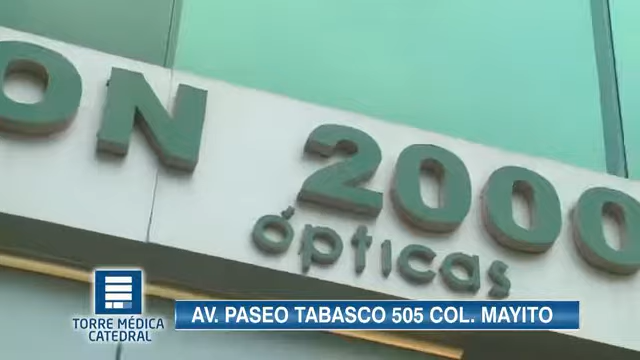 ON 2000
ópticas
TORRE MÉDICA
CATEDRAL
AV. PASEO TABASCO 505 COL. MAYITO